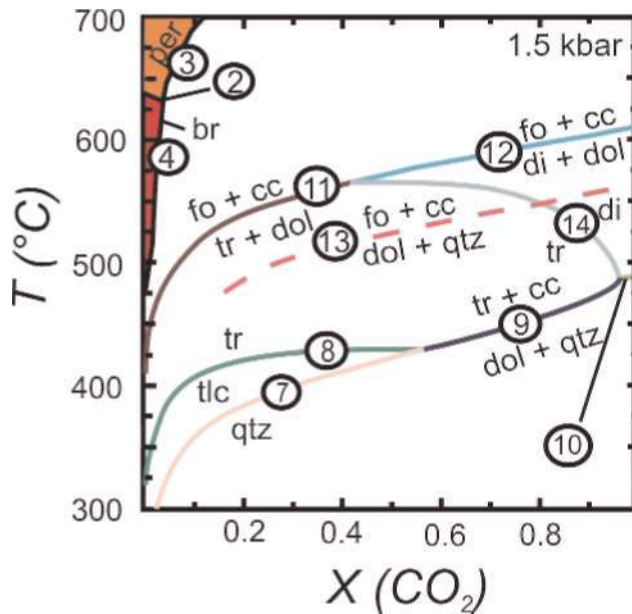 700
1.5 kbar
per
3
2
600
4
br
fo + cc
12
di + dol
fo + cc
11
tr + dol
fo + cc
13
dol + qtz
di
14
tr
500
T (°C)
tr + cc
9
dol + qtz
tr
8
400
tlc
7
qtz
10
300
0.2
0.4
0.6
0.8
X (CO₂)